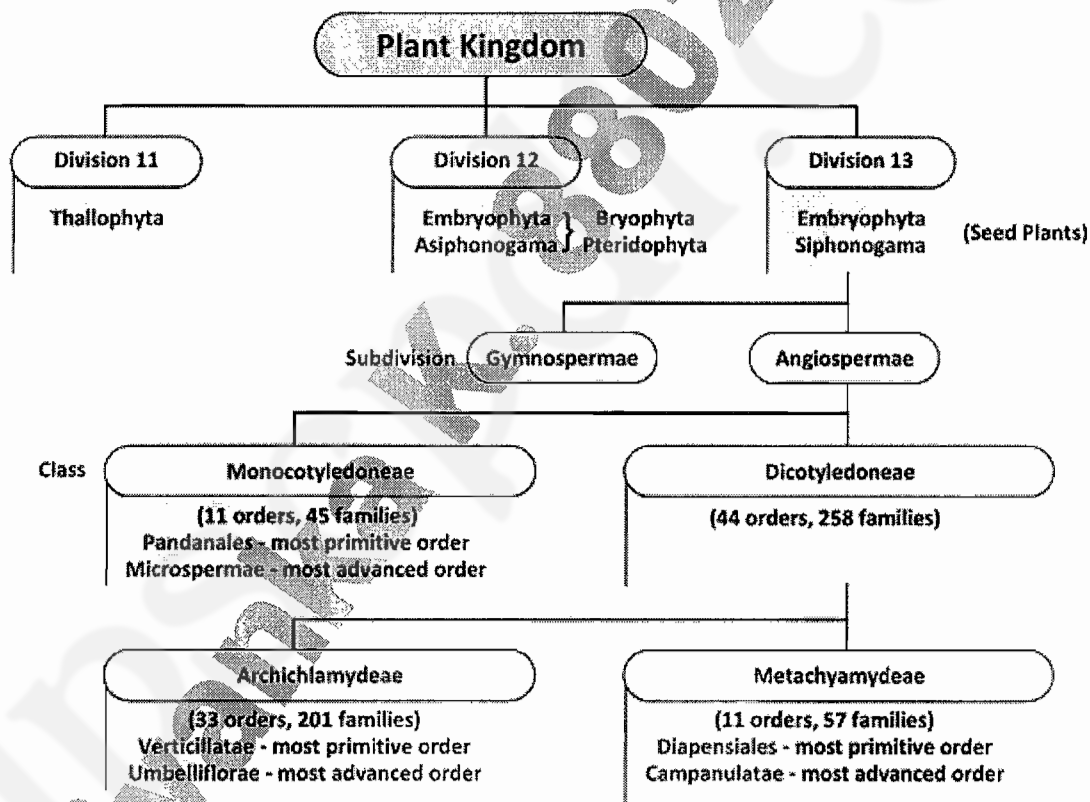 Plant Kingdom
Division 11
Division 12
Division 13
Thallophyta
Embryophyta } Bryophyta
Asiphonogama Pteridophyta
Embryophyta
Siphonogama
(Seed Plants)
Subdivision
Gymnospermae
Angiospermae
Class
Monocotyledoneae
Dicotyledoneae
(11 orders, 45 families)
Pandanales - most primitive order
Microspermae - most advanced order
(44 orders, 258 families)
Archichlamydeae
Metachyamydeae
(33 orders, 201 families)
Verticillatae - most primitive order
Umbelliflorae - most advanced order
(11 orders, 57 families)
Diapensiales - most primitive order
Campanulatae - most advanced order